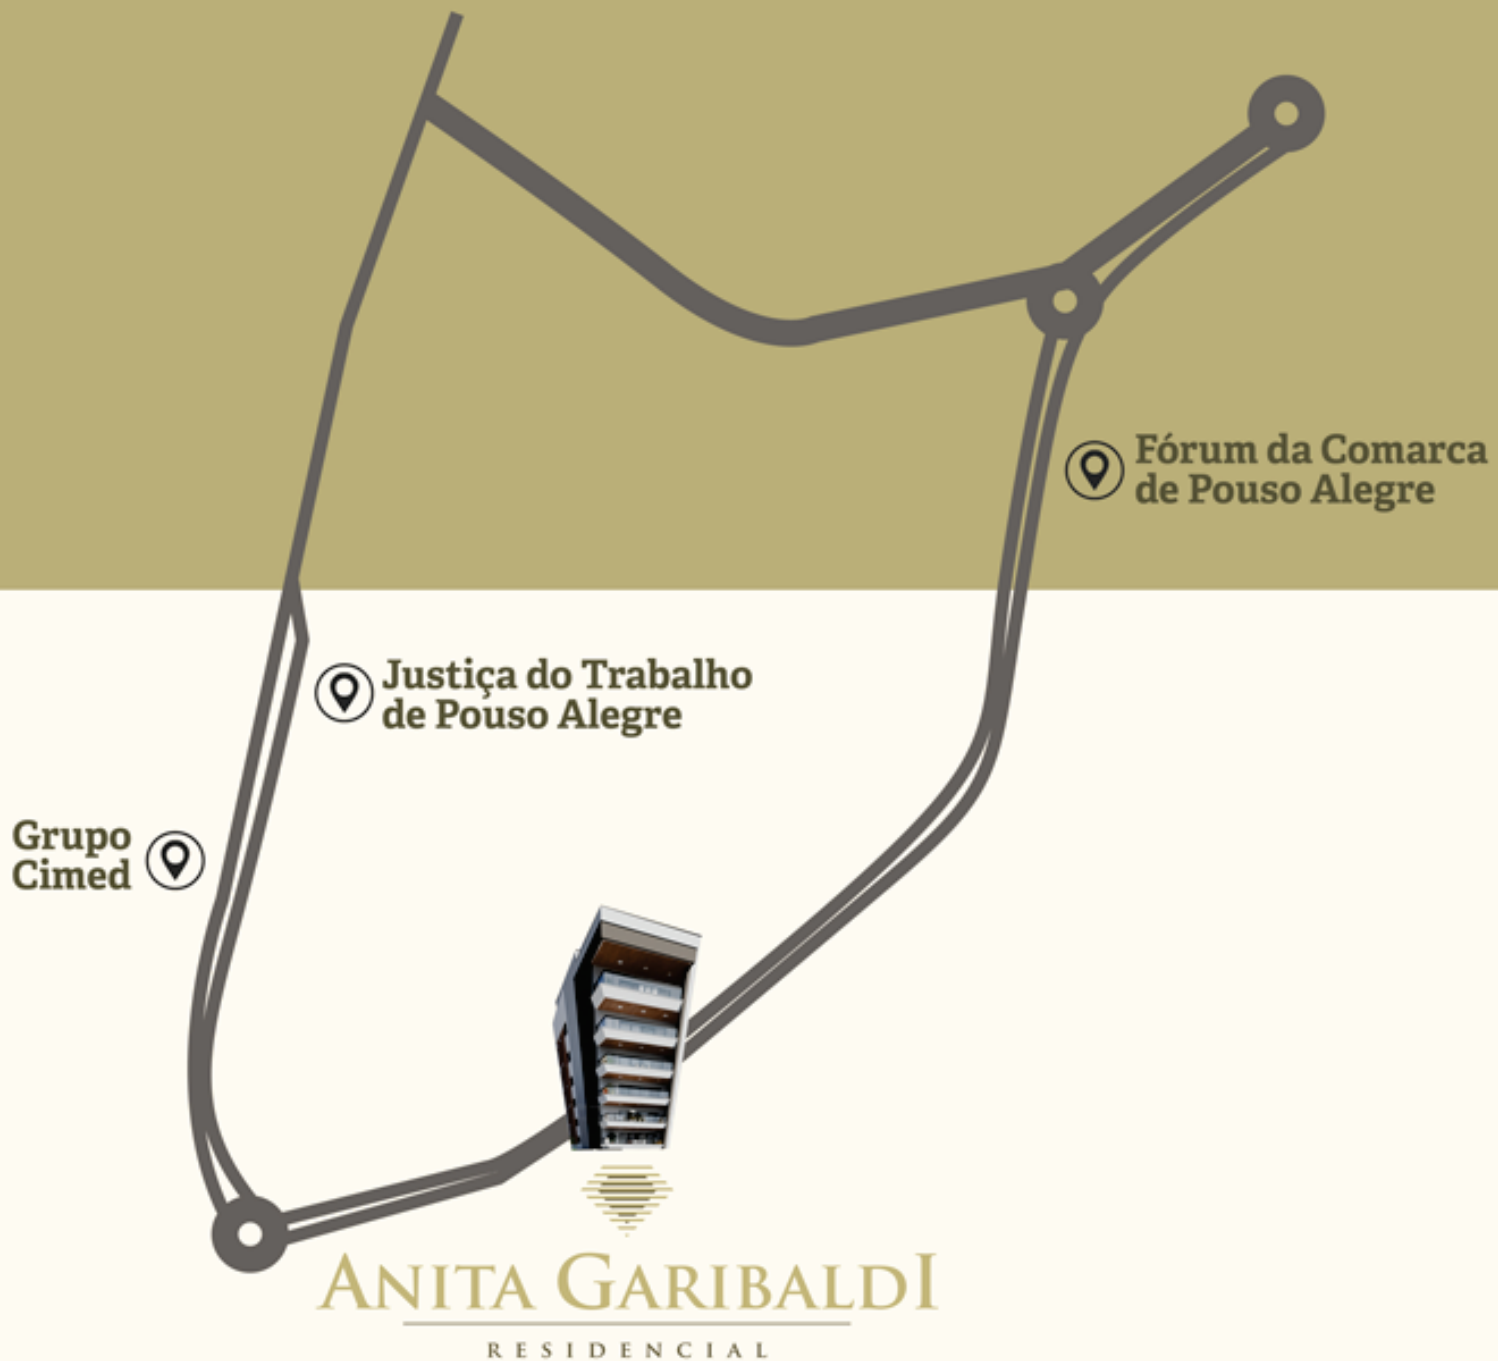 Fórum da Comarca
de Pouso Alegre
Justiça do Trabalho
de Pouso Alegre
Grupo
Cimed
ANITA GARIBALDI
RESIDENCIAL